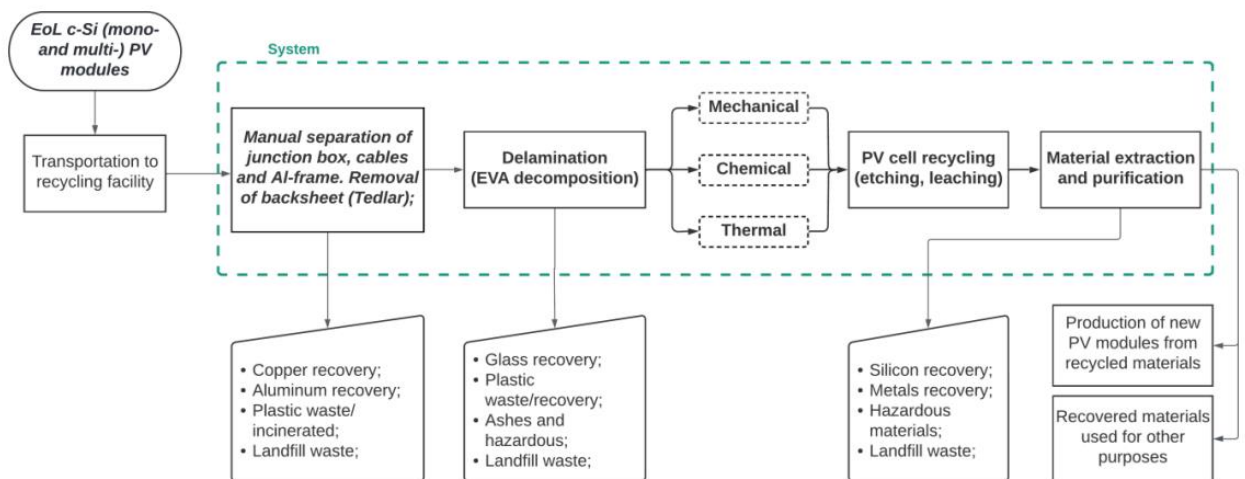 EoL c-Si (mono-
and multi-) PV
modules
System
Transportation to
recycling facility
Manual separation of
junction box, cables
and Al-frame. Removal
of backsheet (Tedlar);
Delamination
(EVA decomposition)
Mechanical
Chemical
Thermal
PV cell recycling
(etching, leaching)
Material extraction
and purification
• Copper recovery;
• Aluminum recovery;
• Plastic waste/
incinerated;
• Landfill waste;
• Glass recovery;
• Plastic
waste/recovery;
• Ashes and
hazardous;
• Landfill waste;
• Silicon recovery;
• Metals recovery;
• Hazardous
materials;
• Landfill waste;
Production of new
PV modules from
recycled materials
Recovered materials
used for other
purposes